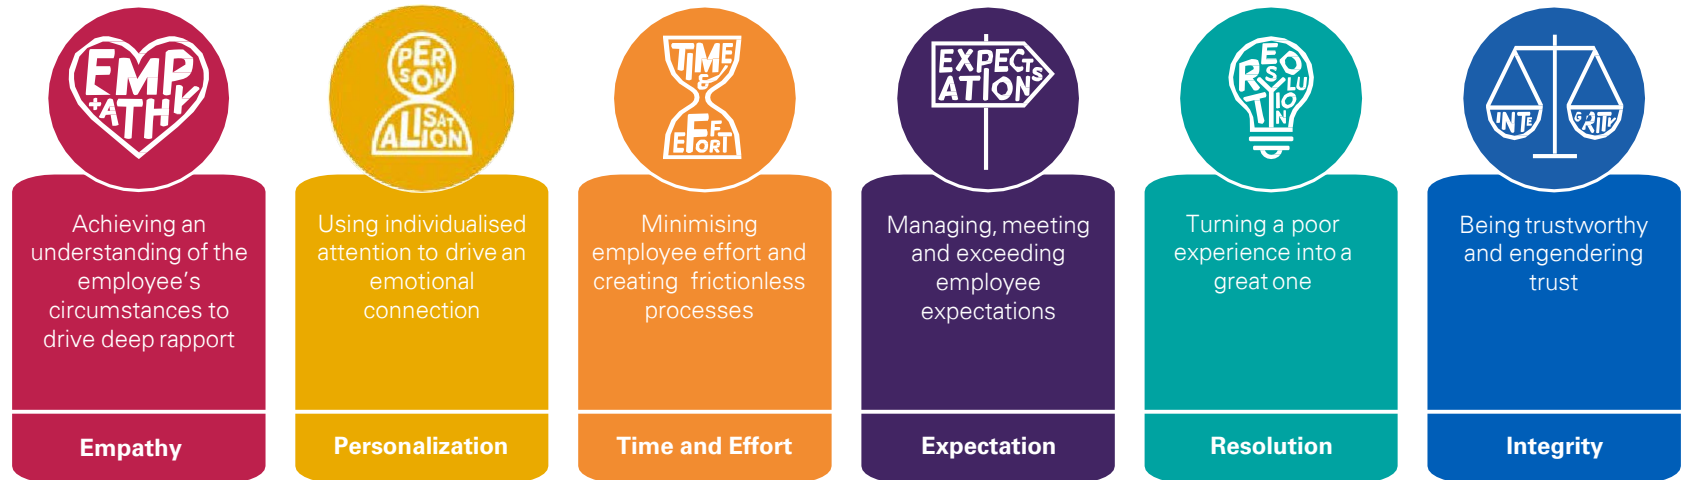 EMP
ATHY
Achieving an
understanding of the
employee's
circumstances to
drive deep rapport
Empathy
PER
SON
ALISAT
ION
Using individualised
attention to drive an
emotional
connection
Personalization
TIME
&
EFFORT
Minimising
employee effort and
creating frictionless
processes
Time and Effort
EXPECTS
ATION
Managing, meeting
and exceeding
employee
expectations
Expectation
RESOLUTION
Turning a poor
experience into a
great one
Resolution
INTE
GRITY
Being trustworthy
and engendering
trust
Integrity